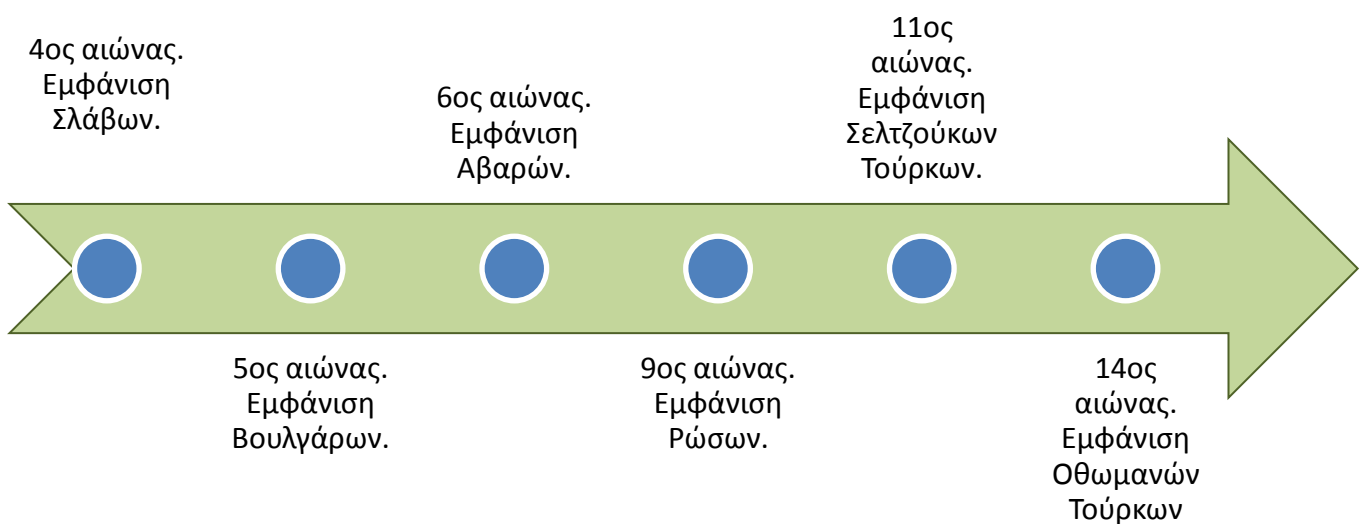 4ος αιώνας.
Εμφάνιση
Σλάβων.
5ος αιώνας.
Εμφάνιση
Βουλγάρων.
6ος αιώνας.
Εμφάνιση
Αβαρών.
9ος αιώνας.
Εμφάνιση
Ρώσων.
11ος
αιώνας.
Εμφάνιση
Σελτζούκων
Τούρκων.
14ος
αιώνας.
Εμφάνιση
Οθωμανών
Τούρκων